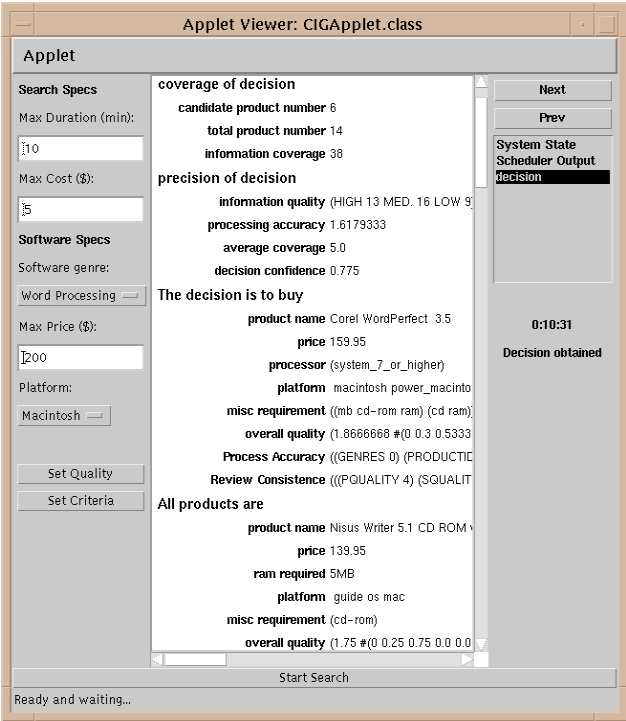 Applet Viewer: CIGApplet.class
Applet
Search Specs
Max Duration (min):
10
Max Cost ($):
5
Software Specs
Software genre:
Word Processing
Max Price ($):
200
Platform:
Macintosh
Set Quality
Set Criteria
coverage of decision
candidate product number 6
total product number 14
information coverage 38
precision of decision
information quality (HIGH 13 MED. 16 LOW 9)
processing accuracy 1.6179333
average coverage 5.0
decision confidence 0.775
The decision is to buy
product name Corel WordPerfect 3.5
price 159.95
processor (system_7_or_higher)
platform macintosh power_macinto
misc requirement ((mb cd-rom ram) (cd ram))
overall quality (1.8666668 #(0 0.3 0.5333
Process Accuracy ((GENRES 0) (PRODUCTID
Review Consistence (((PQUALITY 4) (SQUALIT
All products are
product name Nisus Writer 5.1 CD ROM
price 139.95
ram required 5MB
platform guide os mac
misc requirement (cd-rom)
overall quality (1.75 #(0 0.25 0.75 0.0 0.0
Next
Prev
System State
Scheduler Output
decision
0:10:31
Decision obtained
Start Search
Ready and waiting...